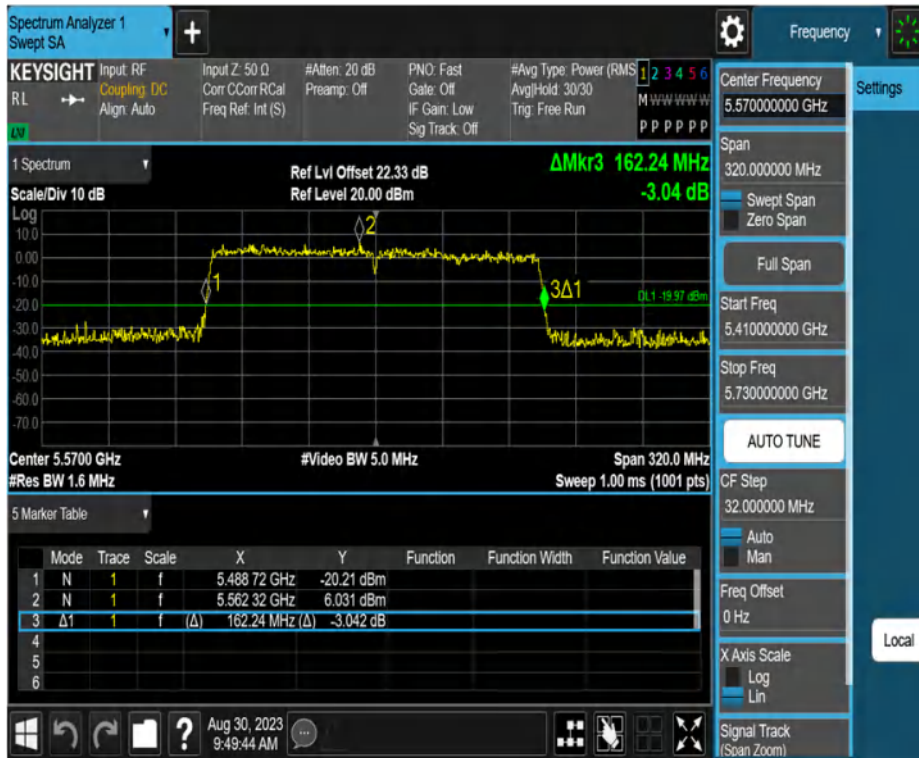 Spectrum Analyzer 1
Swept SA
+
Frequency
KEYSIGHT
RL
LXI
Input: RF
Coupling: DC
Align: Auto
Input Z: 50 Ω
Corr CCorr RCal
Freq Ref: Int (S)
#Atten: 20 dB
Preamp: Off
PNO: Fast
Gate: Off
IF Gain: Low
Sig Track: Off
#Avg Type: Power (RMS
Avg|Hold: 30/30
Trig: Free Run
1 2 3 4 5 6
M W W W W W
P P P P P P
1 Spectrum
Scale/Div 10 dB
Ref Lvl Offset 22.33 dB
Ref Level 20.00 dBm
ΔMkr3 162.24 MHz
-3.04 dB
Log
10.0
0.00
-10.0
-20.0
-30.0
-40.0
-50.0
-60.0
-70.0
2
1
3Δ1
DL1 -19.97 dBm
Center 5.5700 GHz
#Video BW 5.0 MHz
Span 320.0 MHz
#Res BW 1.6 MHz
Sweep 1.00 ms (1001 pts)
5 Marker Table
Mode Trace Scale X Y Function Function Width Function Value
1 N 1 f 5.488 72 GHz -20.21 dBm
2 N 1 f 5.562 32 GHz 6.031 dBm
3 Δ1 1 f (Δ) 162.24 MHz (Δ) -3.042 dB
4
5
6
?
Aug 30, 2023
9:49:44 AM
Center Frequency
5.570000000 GHz
Span
320.000000 MHz
Swept Span
Zero Span
Full Span
Start Freq
5.410000000 GHz
Stop Freq
5.730000000 GHz
AUTO TUNE
CF Step
32.000000 MHz
Auto
Man
Freq Offset
0 Hz
X Axis Scale
Log
Lin
Signal Track
(Span Zoom)
Settings
Local